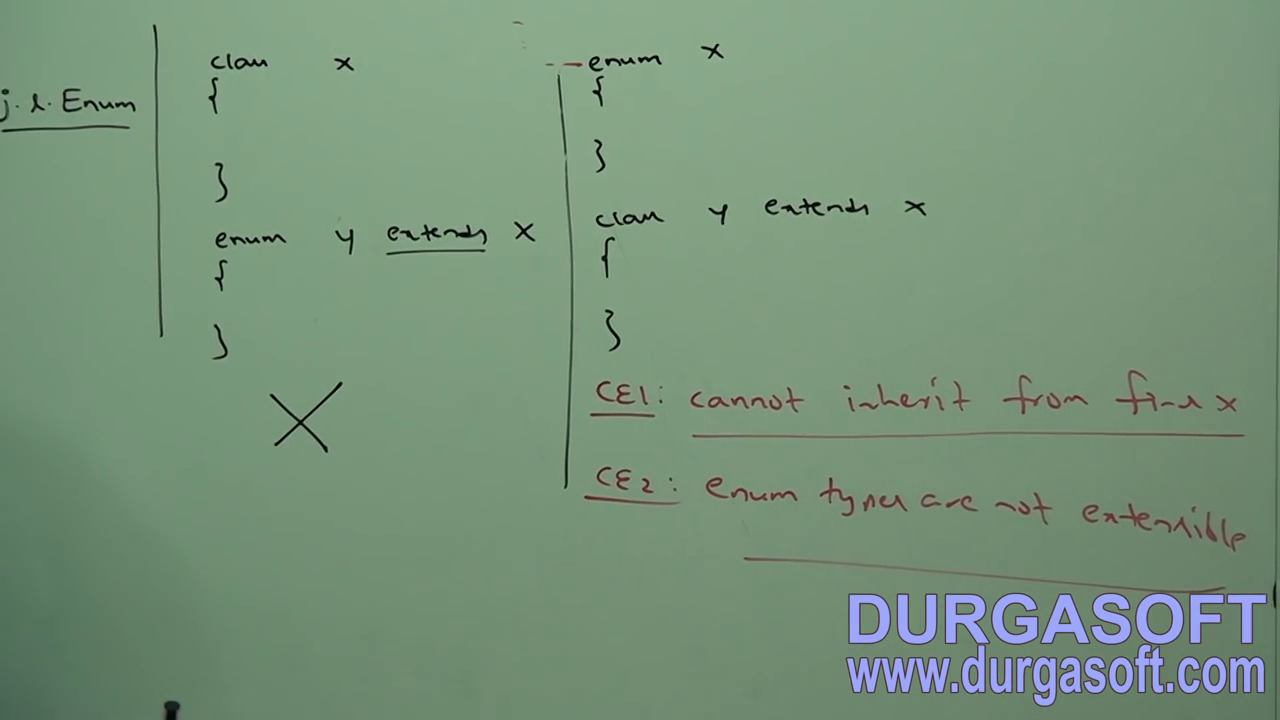 j.l.Enum
class x
{
}
enum y extends x
{
}
enum x
{
}
class y extends x
{
}
CE1: cannot inherit from final x
CE2: enum types are not extensible
DURGASOFT
www.durgasoft.com